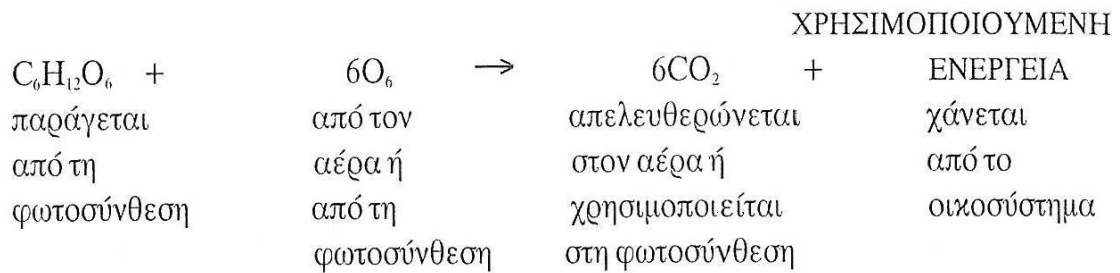 ΧΡΗΣΙΜΟΠΟΙΟΥΜΕΝΗ
C₆H₁₂O₆ + 6O₆ → 6CO₂ + ΕΝΕΡΓΕΙΑ
παράγεται από τον απελευθερώνεται χάνεται
από τη αέρα ή στον αέρα ή από το
φωτοσύνθεση από τη χρησιμοποιείται οικοσύστημα
φωτοσύνθεση στη φωτοσύνθεση